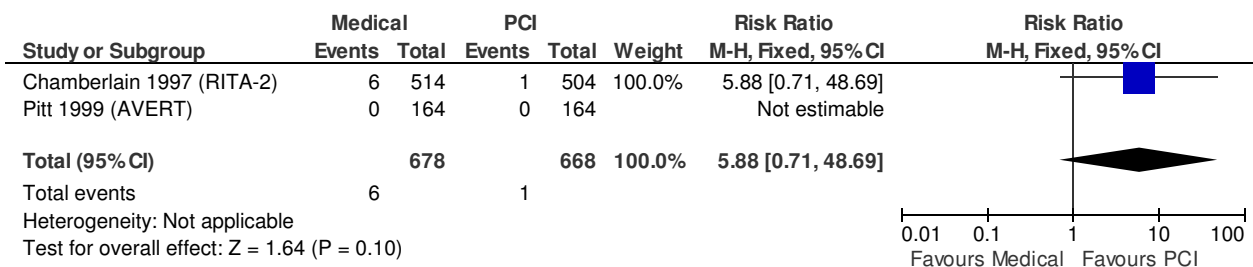 Medical PCI Risk Ratio Risk Ratio
Study or Subgroup Events Total Events Total Weight M-H, Fixed, 95% CI M-H, Fixed, 95% CI
Chamberlain 1997 (RITA-2) 6 514 1 504 100.0% 5.88 [0.71, 48.69]
Pitt 1999 (AVERT) 0 164 0 164 Not estimable
Total (95% CI) 678 668 100.0% 5.88 [0.71, 48.69]
Total events 6 1
Heterogeneity: Not applicable
Test for overall effect: Z = 1.64 (P = 0.10)
0.01 0.1 1 10 100
Favours Medical Favours PCI